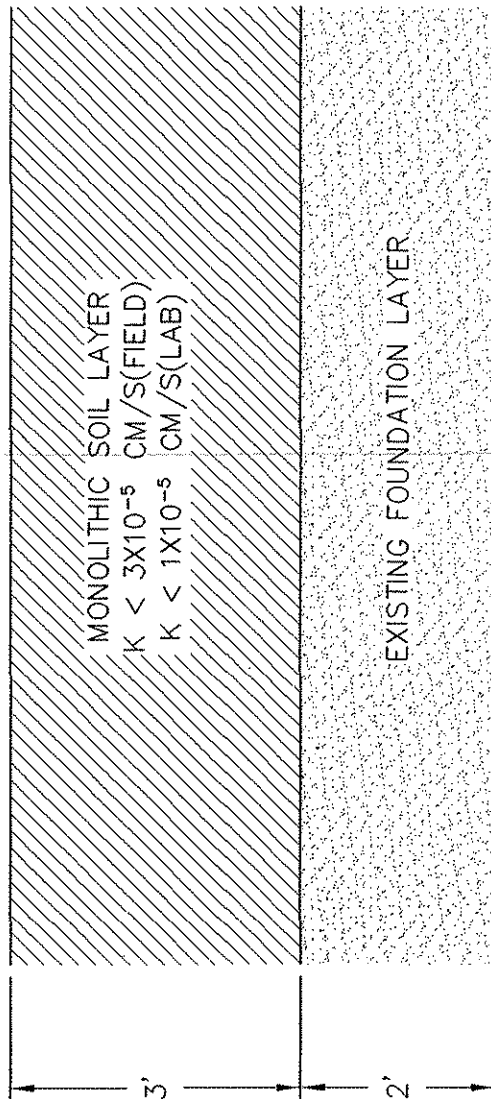 MONOLITHIC SOIL LAYER
K < 3X10⁻⁵ CM/S(FIELD)
K < 1X10⁻⁵ CM/S(LAB)
EXISTING FOUNDATION LAYER
3'
2'